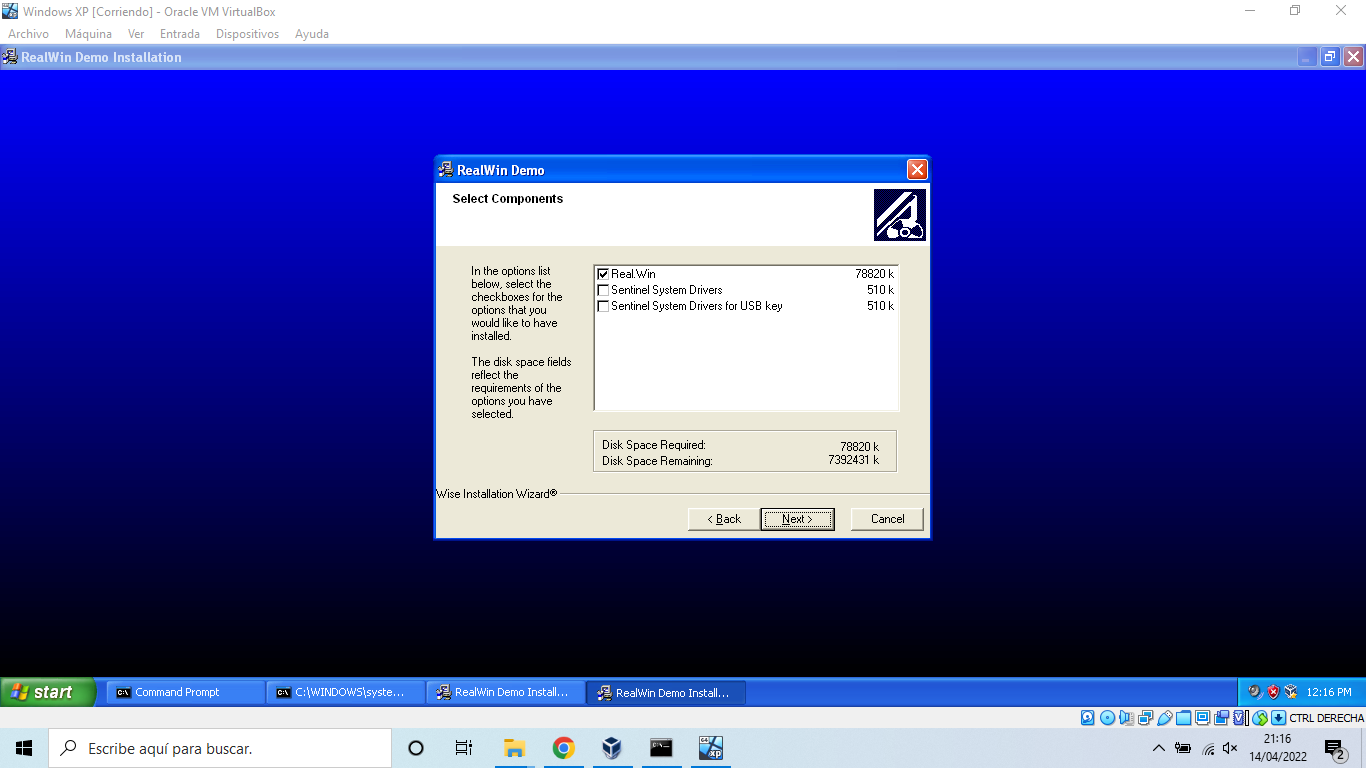 Windows XP [Corriendo] - Oracle VM VirtualBox
Archivo Máquina Ver Entrada Dispositivos Ayuda
RealWin Demo Installation
RealWin Demo
Select Components
In the options list
below, select the
checkboxes for the
options that you
would like to have
installed.
The disk space fields
reflect the
requirements of the
options you have
selected.
Real.Win 78820 k
Sentinel System Drivers 510 k
Sentinel System Drivers for USB key 510 k
Disk Space Required: 78820 k
Disk Space Remaining: 7392431 k
Wise Installation Wizard®
< Back Next > Cancel
start Command Prompt C:\WINDOWS\syste... RealWin Demo Install... RealWin Demo Install... 12:16 PM
CTRL DERECHA
Escribe aquí para buscar.
64
XP
21:16
14/04/2022
2